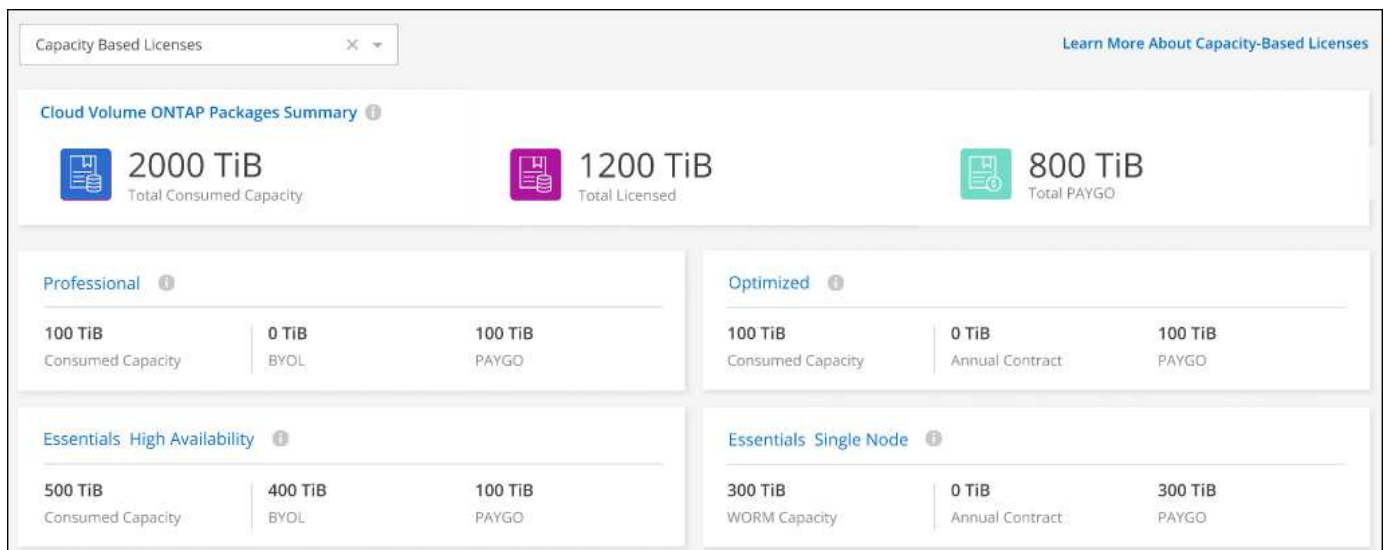 Capacity Based Licenses
Learn More About Capacity-Based Licenses
Cloud Volume ONTAP Packages Summary
2000 TiB
Total Consumed Capacity
1200 TiB
Total Licensed
800 TiB
Total PAYGO
Professional
100 TiB
Consumed Capacity
0 TiB
BYOL
100 TiB
PAYGO
Optimized
100 TiB
Consumed Capacity
0 TiB
Annual Contract
100 TiB
PAYGO
Essentials High Availability
500 TiB
Consumed Capacity
400 TiB
BYOL
100 TiB
PAYGO
Essentials Single Node
300 TiB
WORM Capacity
0 TiB
Annual Contract
300 TiB
PAYGO